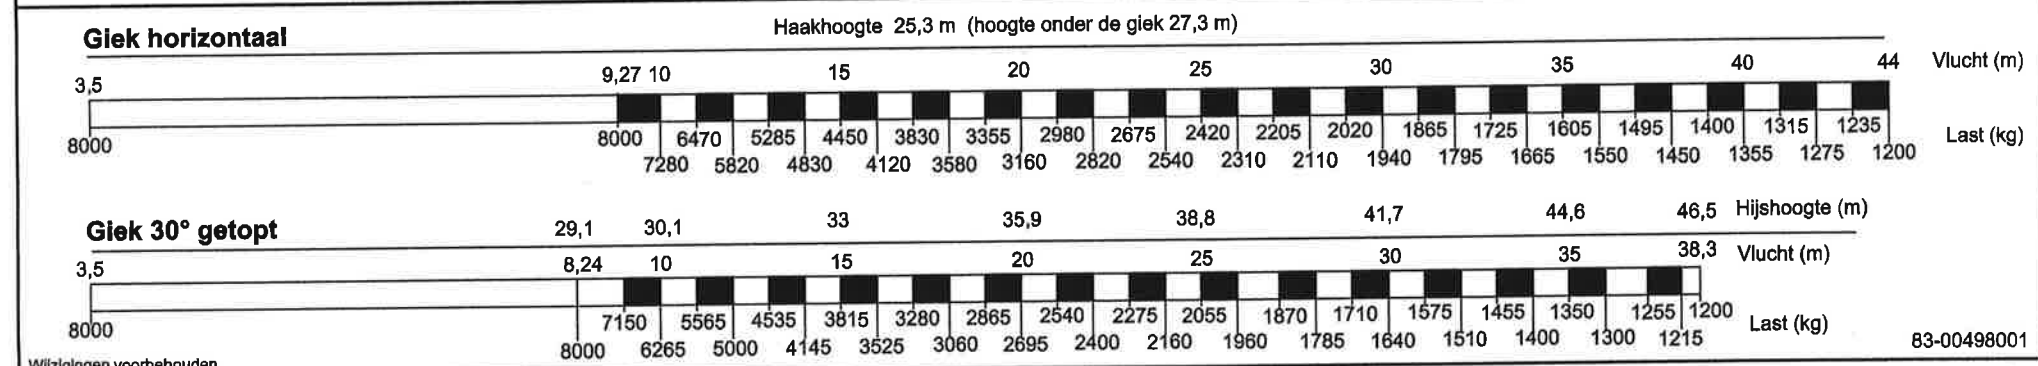 Giek horizontaal
Haakhoogte 25,3 m (hoogte onder de giek 27,3 m)
3,5 9,27 10 15 20 25 30 35 40 44 Vlucht (m)
8000 8000 6470 5285 4450 3830 3355 2980 2675 2420 2205 2020 1865 1725 1605 1495 1400 1315 1235 Last (kg)
7280 5820 4830 4120 3580 3160 2820 2540 2310 2110 1940 1795 1665 1550 1450 1355 1275 1200
Giek 30° getopt
29,1 30,1 33 35,9 38,8 41,7 44,6 46,5 Hijshoogte (m)
3,5 8,24 10 15 20 25 30 35 38,3 Vlucht (m)
8000 7150 5565 4535 3815 3280 2865 2540 2275 2055 1870 1710 1575 1455 1350 1255 1200 Last (kg)
8000 6265 5000 4145 3525 3060 2695 2400 2160 1960 1785 1640 1510 1400 1300 1215
83-00498001
Wijzigingen voorbehouden